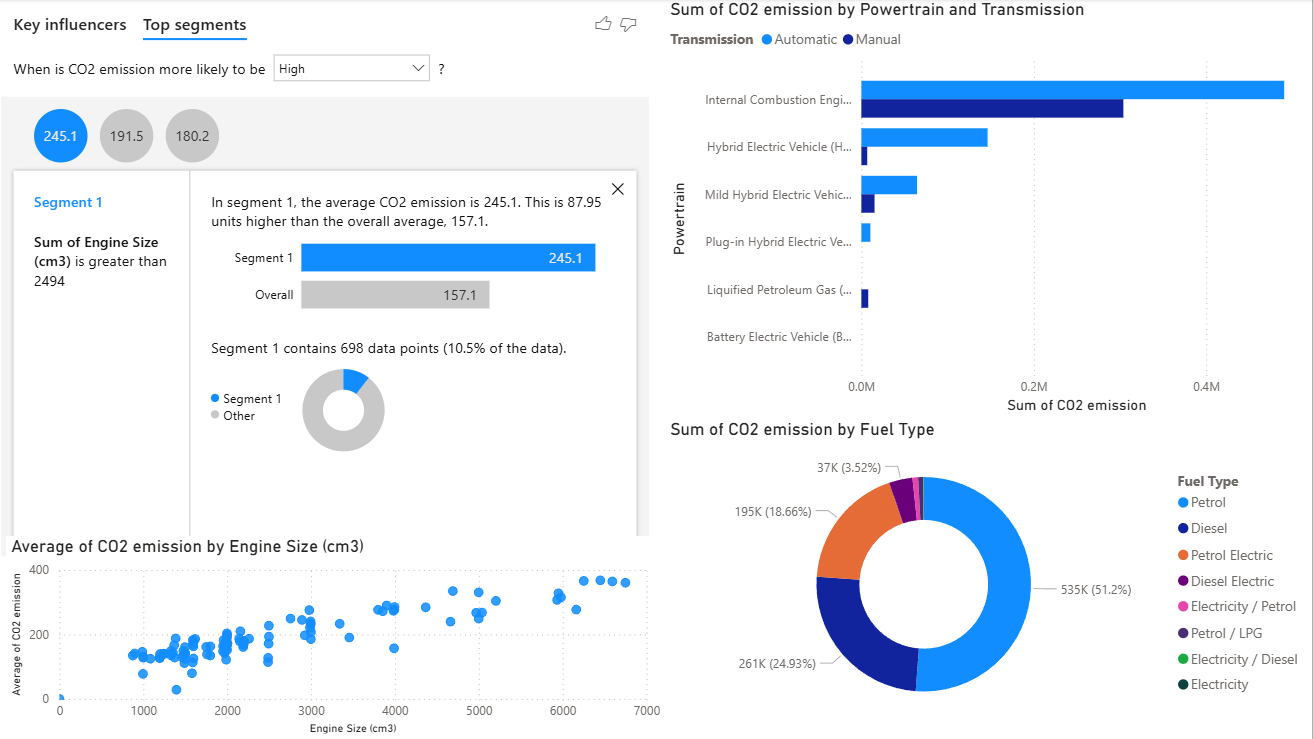 Key influencers Top segments
When is CO2 emission more likely to be High ?
245.1 191.5 180.2
Segment 1
Sum of Engine Size
(cm3) is greater than
2494
In segment 1, the average CO2 emission is 245.1. This is 87.95
units higher than the overall average, 157.1.
Segment 1 245.1
Overall 157.1
Segment 1 contains 698 data points (10.5% of the data).
Segment 1
Other
Average of CO2 emission by Engine Size (cm3)
Average of CO2 emission
400
200
0
0 1000 2000 3000 4000 5000 6000 7000
Engine Size (cm3)
Sum of CO2 emission by Powertrain and Transmission
Transmission Automatic Manual
Powertrain
Internal Combustion Engi...
Hybrid Electric Vehicle (H...
Mild Hybrid Electric Vehic...
Plug-in Hybrid Electric Ve...
Liquified Petroleum Gas (...
Battery Electric Vehicle (B...
0.0M 0.2M 0.4M
Sum of CO2 emission
Sum of CO2 emission by Fuel Type
37K (3.52%)
195K (18.66%)
535K (51.2%)
261K (24.93%)
Fuel Type
Petrol
Diesel
Petrol Electric
Diesel Electric
Electricity / Petrol
Petrol / LPG
Electricity / Diesel
Electricity